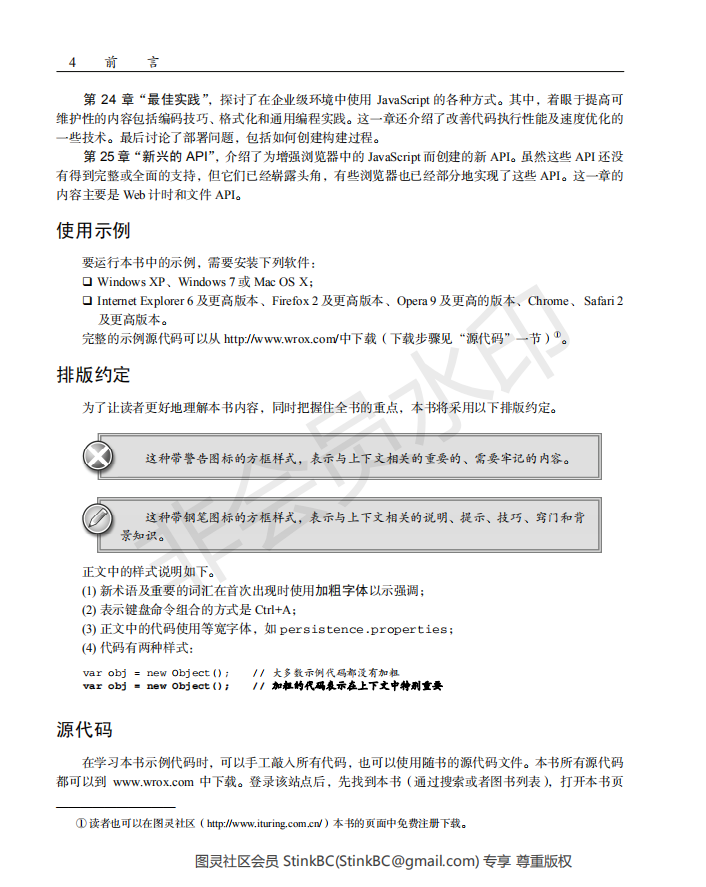 4 前 言
第 24 章“最佳实践”，探讨了在企业级环境中使用 JavaScript 的各种方式。其中，着眼于提高可
维护性的内容包括编码技巧、格式化和通用编程实践。这一章还介绍了改善代码执行性能及速度优化的
一些技术。最后讨论了部署问题，包括如何创建构建过程。
第 25 章“新兴的 API”，介绍了为增强浏览器中的 JavaScript 而创建的新 API。虽然这些 API 还没
有得到完整或全面的支持，但它们已经崭露头角，有些浏览器也已经部分地实现了这些 API。这一章的
内容主要是 Web 计时和文件 API。
使用示例
要运行本书中的示例，需要安装下列软件：
❑ Windows XP、Windows 7 或 Mac OS X；
❑ Internet Explorer 6 及更高版本、Firefox 2 及更高版本、Opera 9 及更高的版本、Chrome、Safari 2
及更高版本。
完整的示例源代码可以从 http://www.wrox.com/中下载（下载步骤见“源代码”一节）①。
排版约定
为了让读者更好地理解本书内容，同时把握住全书的重点，本书将采用以下排版约定。
这种带警告图标的方框样式，表示与上下文相关的重要的、需要牢记的内容。
这种带钢笔图标的方框样式，表示与上下文相关的说明、提示、技巧、窍门和背
景知识。
正文中的样式说明如下。
(1) 新术语及重要的词汇在首次出现时使用加粗字体以示强调；
(2) 表示键盘命令组合的方式是 Ctrl+A；
(3) 正文中的代码使用等宽字体，如 persistence.properties；
(4) 代码有两种样式：
var obj = new Object(); // 大多数示例代码都没有加粗
var obj = new Object(); // 加粗的代码表示在上下文中特别重要
源代码
在学习本书示例代码时，可以手工敲入所有代码，也可以使用随书的源代码文件。本书所有源代码
都可以到 www.wrox.com 中下载。登录该站点后，先找到本书（通过搜索或者图书列表），打开本书页
① 读者也可以在图灵社区（http://www.ituring.com.cn/）本书的页面中免费注册下载。
图灵社区会员 StinkBC(StinkBC@gmail.com) 专享 尊重版权
非会员水印